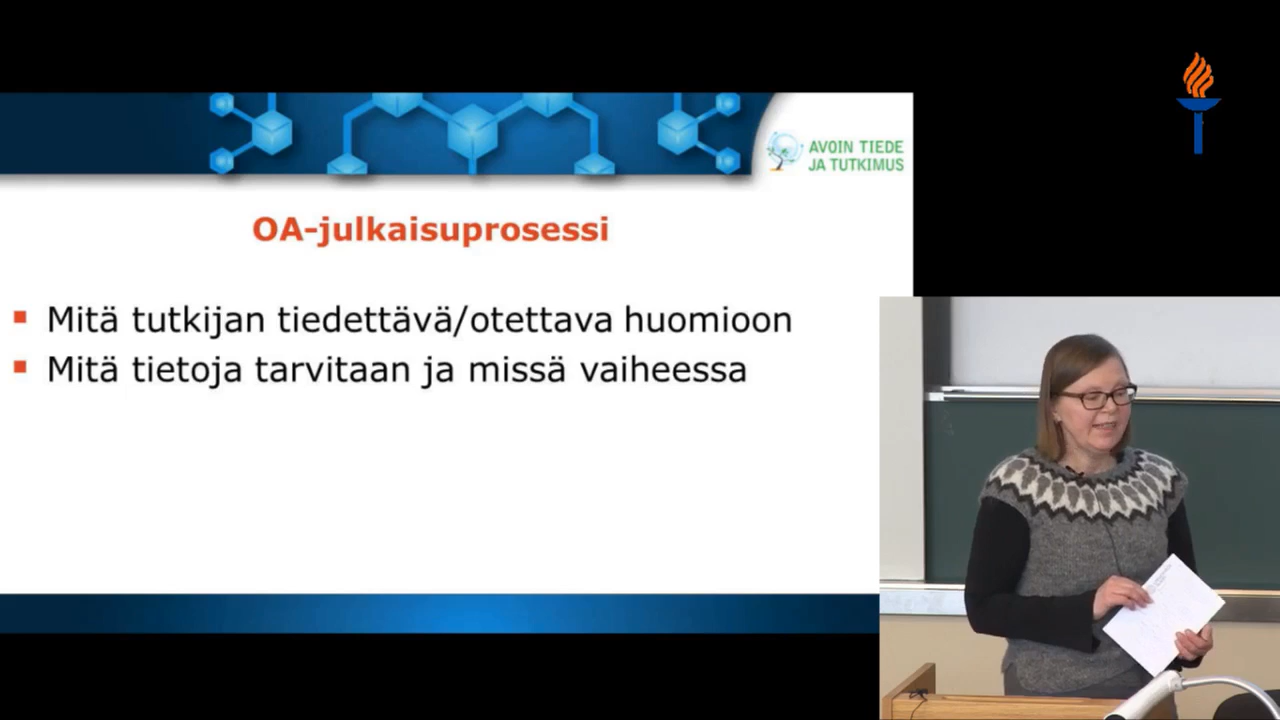 AVOIN TIEDE
JA TUTKIMUS
OA-julkaisuprosessi
Mitä tutkijan tiedettävä/otettava huomioon
Mitä tietoja tarvitaan ja missä vaiheessa